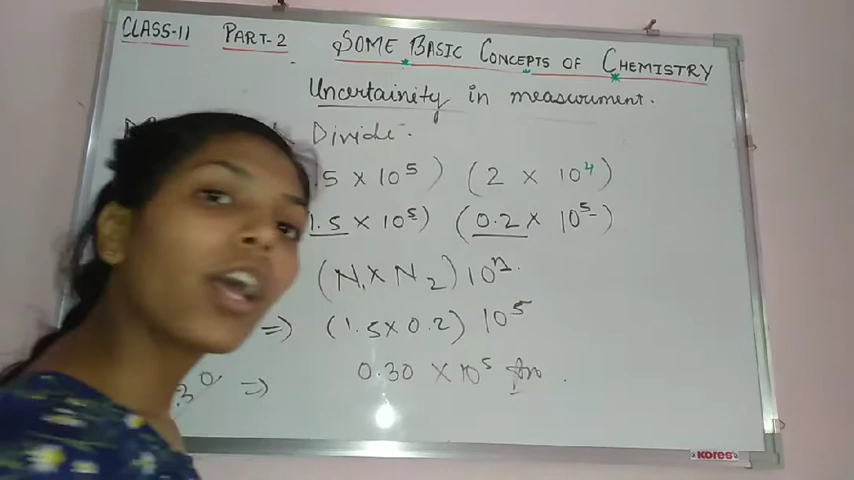 CLASS-11 PART-2 SOME BASIC CONCEPTS OF CHEMISTRY
Uncertainity in measurment.
Divide.
.5 × 10⁵) (2 × 10⁴)
1.5 × 10⁵) (0.2 × 10⁵)
(N₁ × N₂) 10ⁿ.
⇒ (1.5 × 0.2) 10⁵
⇒ 0.30 × 10⁵ Ans.
KORES